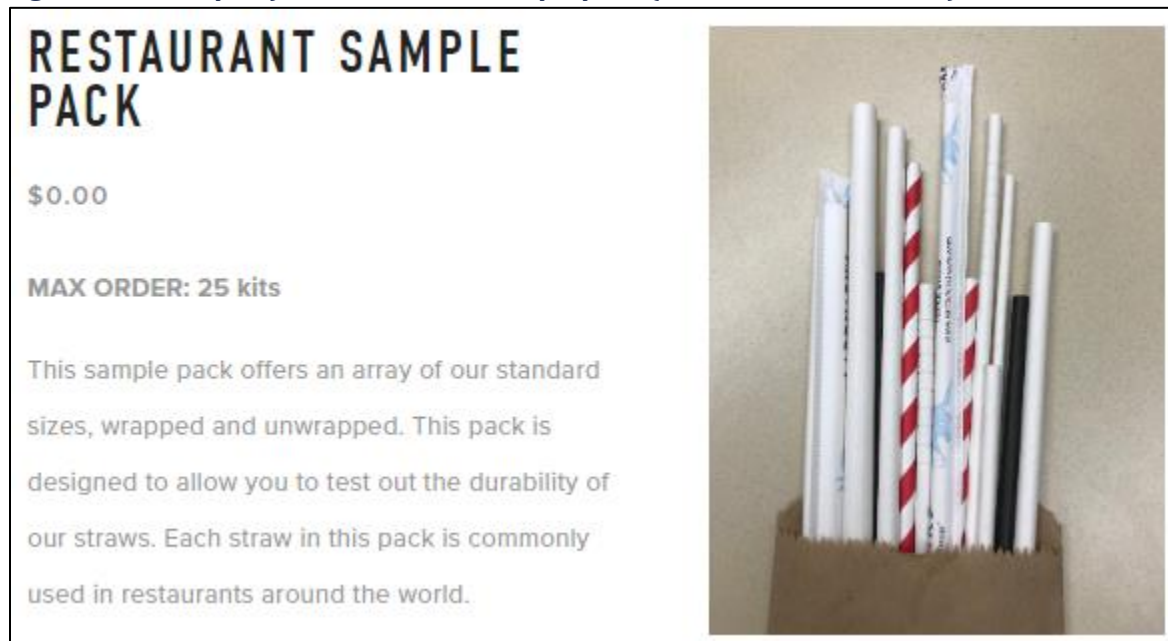 RESTAURANT SAMPLE
PACK
$0.00
MAX ORDER: 25 kits
This sample pack offers an array of our standard
sizes, wrapped and unwrapped. This pack is
designed to allow you to test out the durability of
our straws. Each straw in this pack is commonly
used in restaurants around the world.